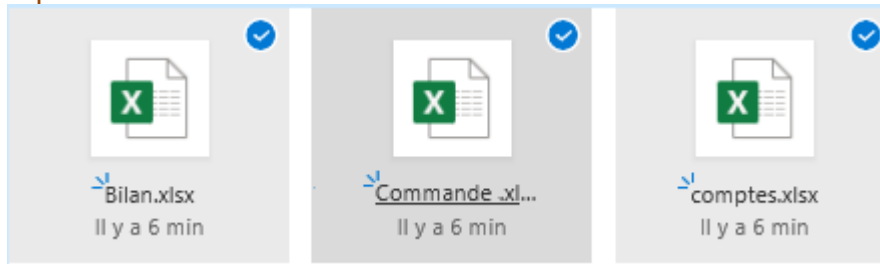 X X X
Bilan.xlsx Commande .xl... comptes.xlsx
Il y a 6 min Il y a 6 min Il y a 6 min